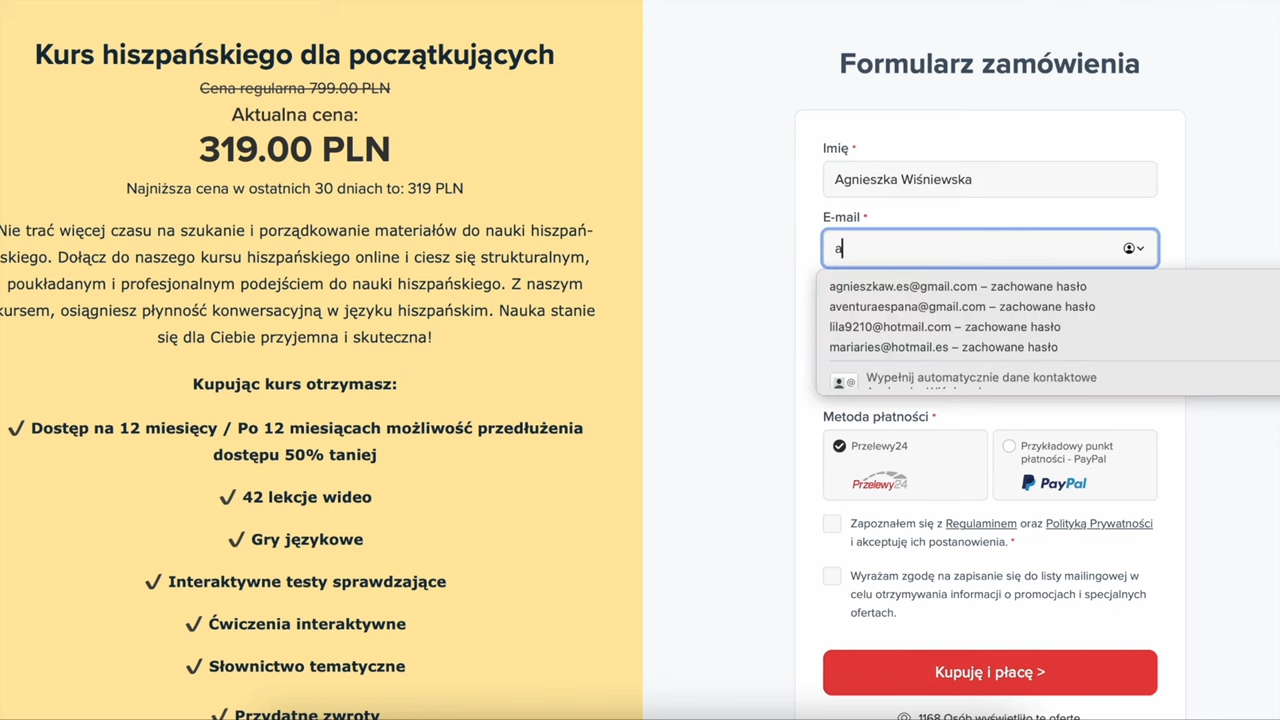 Kurs hiszpańskiego dla początkujących
Cena regularna 799.00 PLN
Aktualna cena:
319.00 PLN
Najniższa cena w ostatnich 30 dniach to: 319 PLN
Nie trać więcej czasu na szukanie i porządkowanie materiałów do nauki hiszpań-
skiego. Dołącz do naszego kursu hiszpańskiego online i ciesz się strukturalnym,
poukładanym i profesjonalnym podejściem do nauki hiszpańskiego. Z naszym
kursem, osiągniesz płynność konwersacyjną w języku hiszpańskim. Nauka stanie
się dla Ciebie przyjemna i skuteczna!
Kupując kurs otrzymasz:
✔ Dostęp na 12 miesięcy / Po 12 miesiącach możliwość przedłużenia
dostępu 50% taniej
✔ 42 lekcje wideo
✔ Gry językowe
✔ Interaktywne testy sprawdzające
✔ Ćwiczenia interaktywne
✔ Słownictwo tematyczne
✔ Przydatne zwroty
Formularz zamówienia
Imię *
Agnieszka Wiśniewska
E-mail *
a
agnieszkaw.es@gmail.com – zachowane hasło
aventuraespana@gmail.com – zachowane hasło
lila9210@hotmail.com – zachowane hasło
mariaries@hotmail.es – zachowane hasło
Wypełnij automatycznie dane kontaktowe
Metoda płatności *
Przelewy24
Przelewy24
Przykładowy punkt
płatności - PayPal
PayPal
Zapoznałem się z Regulaminem oraz Polityką Prywatności
i akceptuję ich postanowienia. *
Wyrażam zgodę na zapisanie się do listy mailingowej w
celu otrzymywania informacji o promocjach i specjalnych
ofertach.
Kupuję i płacę >
1168 Osób wyświetliło tę ofertę